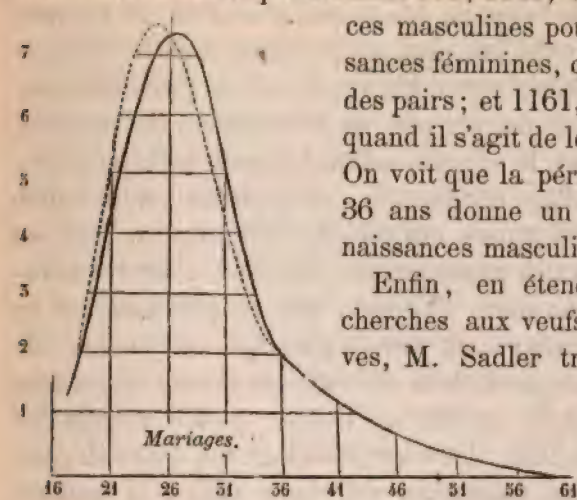 ces masculines pou
sances féminines, c
des pairs; et 1161,
quand il s'agit de le
On voit que la pér
36 ans donne un
naissances masculi
Enfin, en éten
cherches aux veufs
ves, M. Sadler tr
7
6
5
4
3
2
1
Mariages.
16 21 26 31 36 41 46 51 56 61